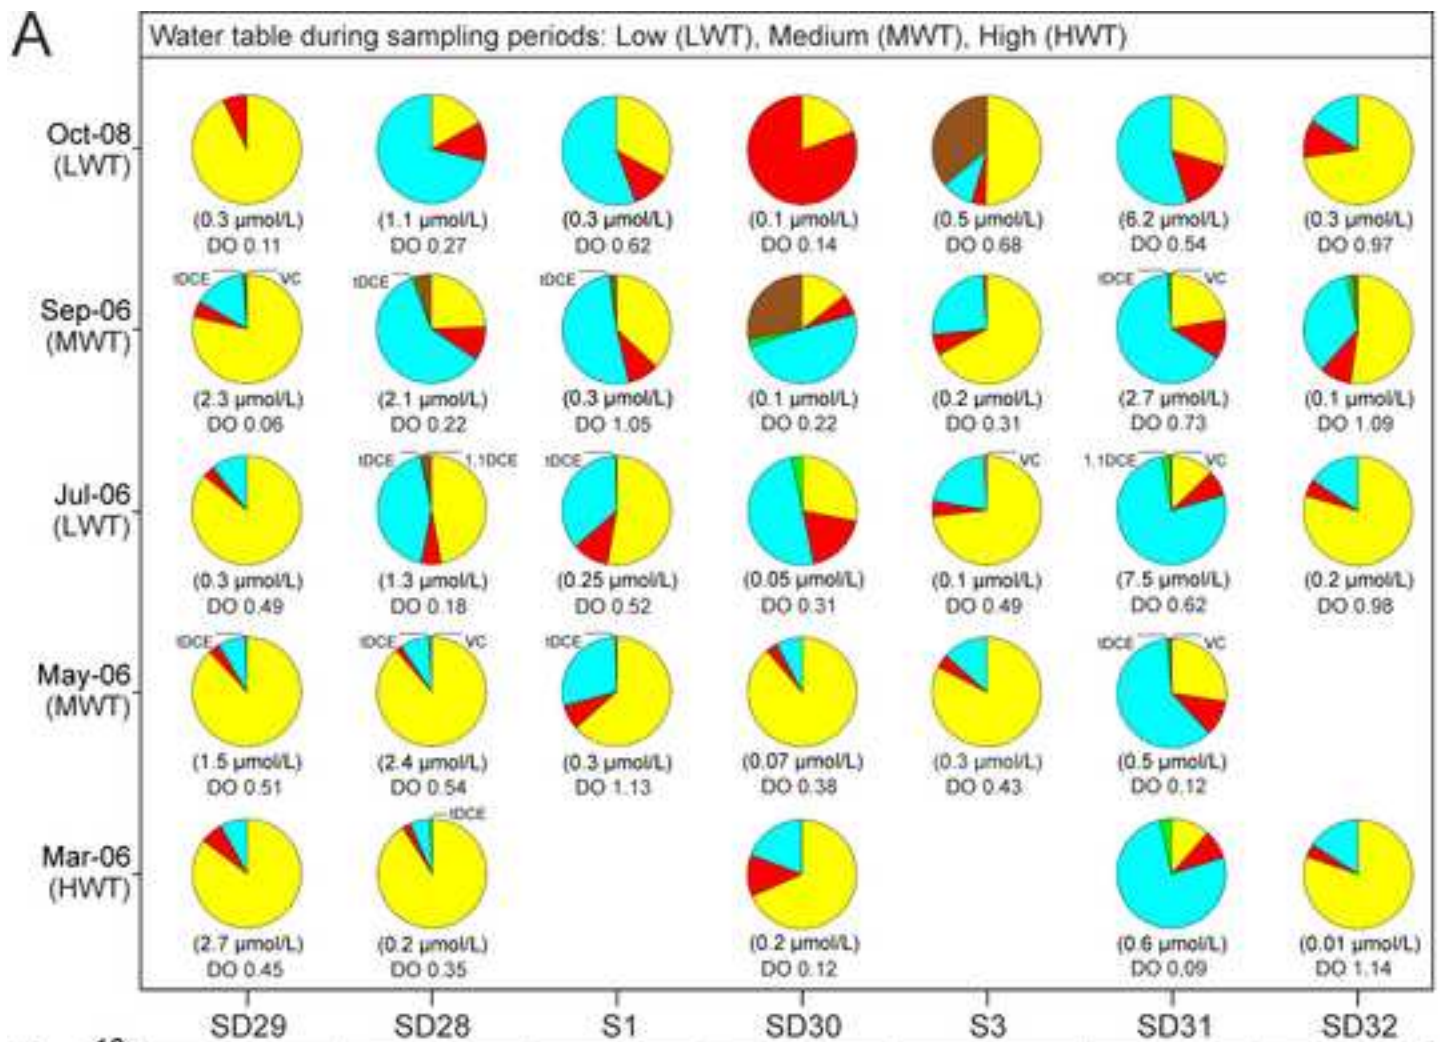 A
Water table during sampling periods: Low (LWT), Medium (MWT), High (HWT)
Oct-08
(LWT)
(0.3 µmol/L)
DO 0.11
(1.1 µmol/L)
DO 0.27
(0.3 µmol/L)
DO 0.62
(0.1 µmol/L)
DO 0.14
(0.5 µmol/L)
DO 0.68
(6.2 µmol/L)
DO 0.54
(0.3 µmol/L)
DO 0.97
Sep-06
(MWT)
tDCE VC
(2.3 µmol/L)
DO 0.06
tDCE
(2.1 µmol/L)
DO 0.22
tDCE
(0.3 µmol/L)
DO 1.05
(0.1 µmol/L)
DO 0.22
(0.2 µmol/L)
DO 0.31
tDCE VC
(2.7 µmol/L)
DO 0.73
(0.1 µmol/L)
DO 1.09
Jul-06
(LWT)
(0.3 µmol/L)
DO 0.49
tDCE 1,1DCE
(1.3 µmol/L)
DO 0.18
tDCE
(0.25 µmol/L)
DO 0.52
(0.05 µmol/L)
DO 0.31
VC
(0.1 µmol/L)
DO 0.49
1,1DCE VC
(7.5 µmol/L)
DO 0.62
(0.2 µmol/L)
DO 0.98
May-06
(MWT)
tDCE
(1.5 µmol/L)
DO 0.51
tDCE VC
(2.4 µmol/L)
DO 0.54
tDCE
(0.3 µmol/L)
DO 1.13
(0.07 µmol/L)
DO 0.38
(0.3 µmol/L)
DO 0.43
tDCE VC
(0.5 µmol/L)
DO 0.12
Mar-06
(HWT)
(2.7 µmol/L)
DO 0.45
tDCE
(0.2 µmol/L)
DO 0.35
(0.2 µmol/L)
DO 0.12
(0.6 µmol/L)
DO 0.09
(0.01 µmol/L)
DO 1.14
SD29 SD28 S1 SD30 S3 SD31 SD32